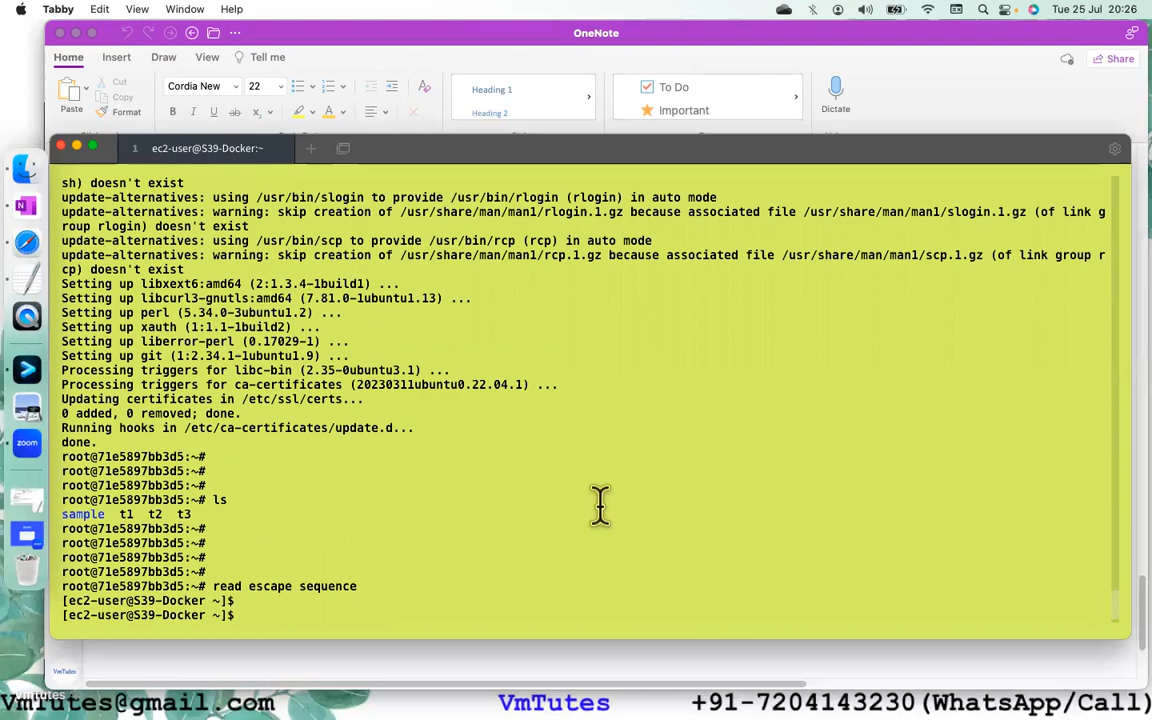 Tabby Edit View Window Help Tue 25 Jul 20:26
OneNote
Home Insert Draw View Tell me Share
Paste Cut Copy Format Cordia New 22 Heading 1 Heading 2 To Do Important Dictate
1 ec2-user@S39-Docker:~
sh) doesn't exist
update-alternatives: using /usr/bin/slogin to provide /usr/bin/rlogin (rlogin) in auto mode
update-alternatives: warning: skip creation of /usr/share/man/man1/rlogin.1.gz because associated file /usr/share/man/man1/slogin.1.gz (of link g
roup rlogin) doesn't exist
update-alternatives: using /usr/bin/scp to provide /usr/bin/rcp (rcp) in auto mode
update-alternatives: warning: skip creation of /usr/share/man/man1/rcp.1.gz because associated file /usr/share/man/man1/scp.1.gz (of link group r
cp) doesn't exist
Setting up libxext6:amd64 (2:1.3.4-1build1) ...
Setting up libcurl3-gnutls:amd64 (7.81.0-1ubuntu1.13) ...
Setting up perl (5.34.0-3ubuntu1.2) ...
Setting up xauth (1:1.1-1build2) ...
Setting up liberror-perl (0.17029-1) ...
Setting up git (1:2.34.1-1ubuntu1.9) ...
Processing triggers for libc-bin (2.35-0ubuntu3.1) ...
Processing triggers for ca-certificates (20230311ubuntu0.22.04.1) ...
Updating certificates in /etc/ssl/certs...
0 added, 0 removed; done.
Running hooks in /etc/ca-certificates/update.d...
done.
root@71e5897bb3d5:~#
root@71e5897bb3d5:~#
root@71e5897bb3d5:~#
root@71e5897bb3d5:~# ls
sample t1 t2 t3
root@71e5897bb3d5:~#
root@71e5897bb3d5:~#
root@71e5897bb3d5:~#
root@71e5897bb3d5:~#
root@71e5897bb3d5:~# read escape sequence
[ec2-user@S39-Docker ~]$
[ec2-user@S39-Docker ~]$
zoom
VmTutes
VmTutes@gmail.com VmTutes +91-7204143230(WhatsApp/Call)